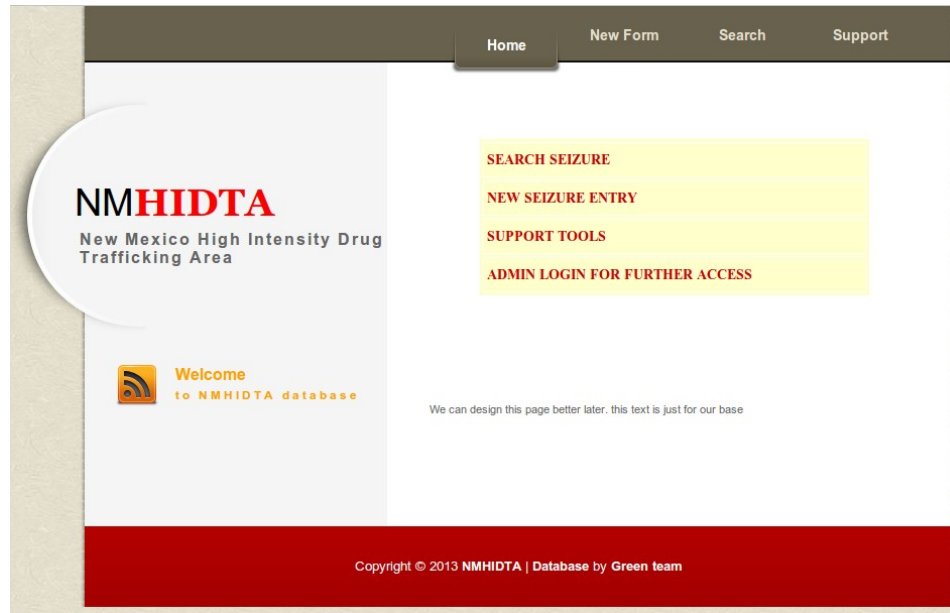 Home
New Form
Search
Support
NMHIDTA
New Mexico High Intensity Drug
Trafficking Area
Welcome
to NMHIDTA database
SEARCH SEIZURE
NEW SEIZURE ENTRY
SUPPORT TOOLS
ADMIN LOGIN FOR FURTHER ACCESS
We can design this page better later. this text is just for our base
Copyright © 2013 NMHIDTA | Database by Green team